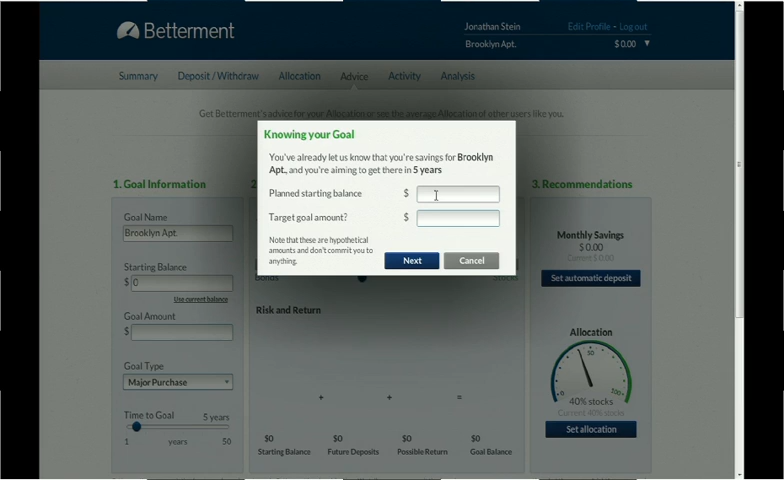 Betterment
Jonathan Stein
Edit Profile - Log out
Brooklyn Apt.
$0.00 ▼
Summary
Deposit / Withdraw
Allocation
Advice
Activity
Analysis
Get Betterment's advice for your Allocation or see the average Allocation of other users like you.
Knowing your Goal
You've already let us know that you're savings for Brooklyn
Apt., and you're aiming to get there in 5 years
Planned starting balance
$
Target goal amount?
$
Note that these are hypothetical
amounts and don't commit you to
anything.
Next
Cancel
1. Goal Information
Goal Name
Brooklyn Apt.
Starting Balance
$ 0
Use current balance
Goal Amount
$
Goal Type
Major Purchase
Time to Goal
5 years
1
years
50
2
Bonds
Risk and Return
+
+
=
$0
$0
$0
$0
Starting Balance
Future Deposits
Possible Return
Goal Balance
3. Recommendations
Monthly Savings
$0.00
Current $0.00
Set automatic deposit
Allocation
0
50
100
40% stocks
Current 40% stocks
Set allocation